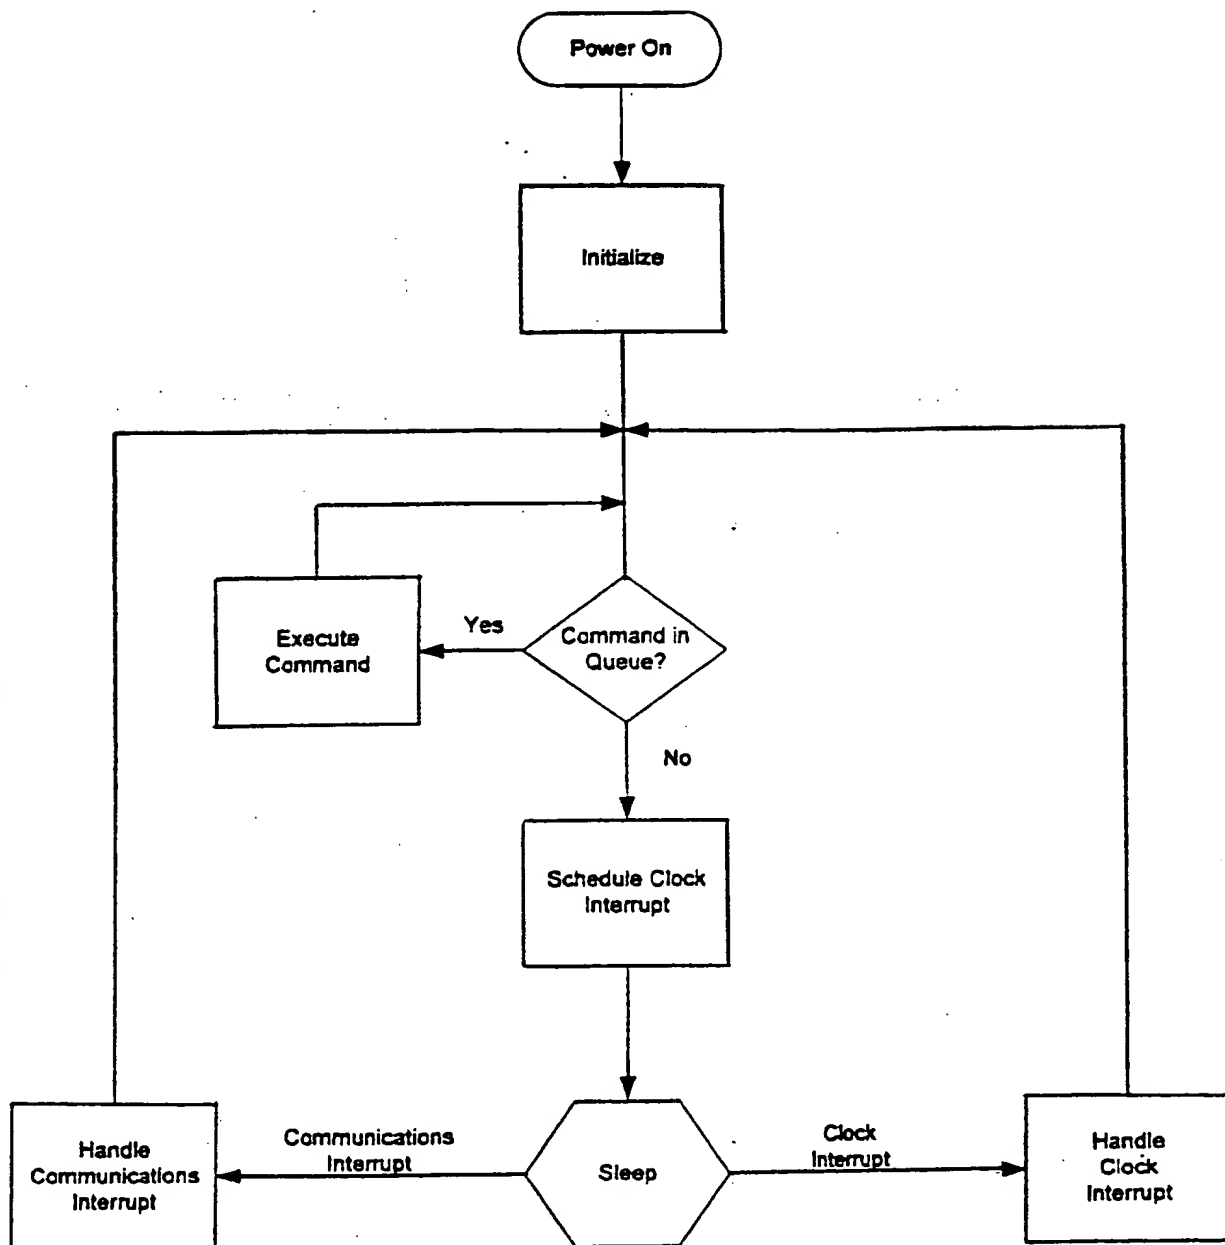 Power On
Initialize
Yes
Command in
Queue?
Execute
Command
No
Schedule Clock
Interrupt
Communications
Interrupt
Clock
Interrupt
Handle
Communications
Interrupt
Sleep
Handle
Clock
Interrupt